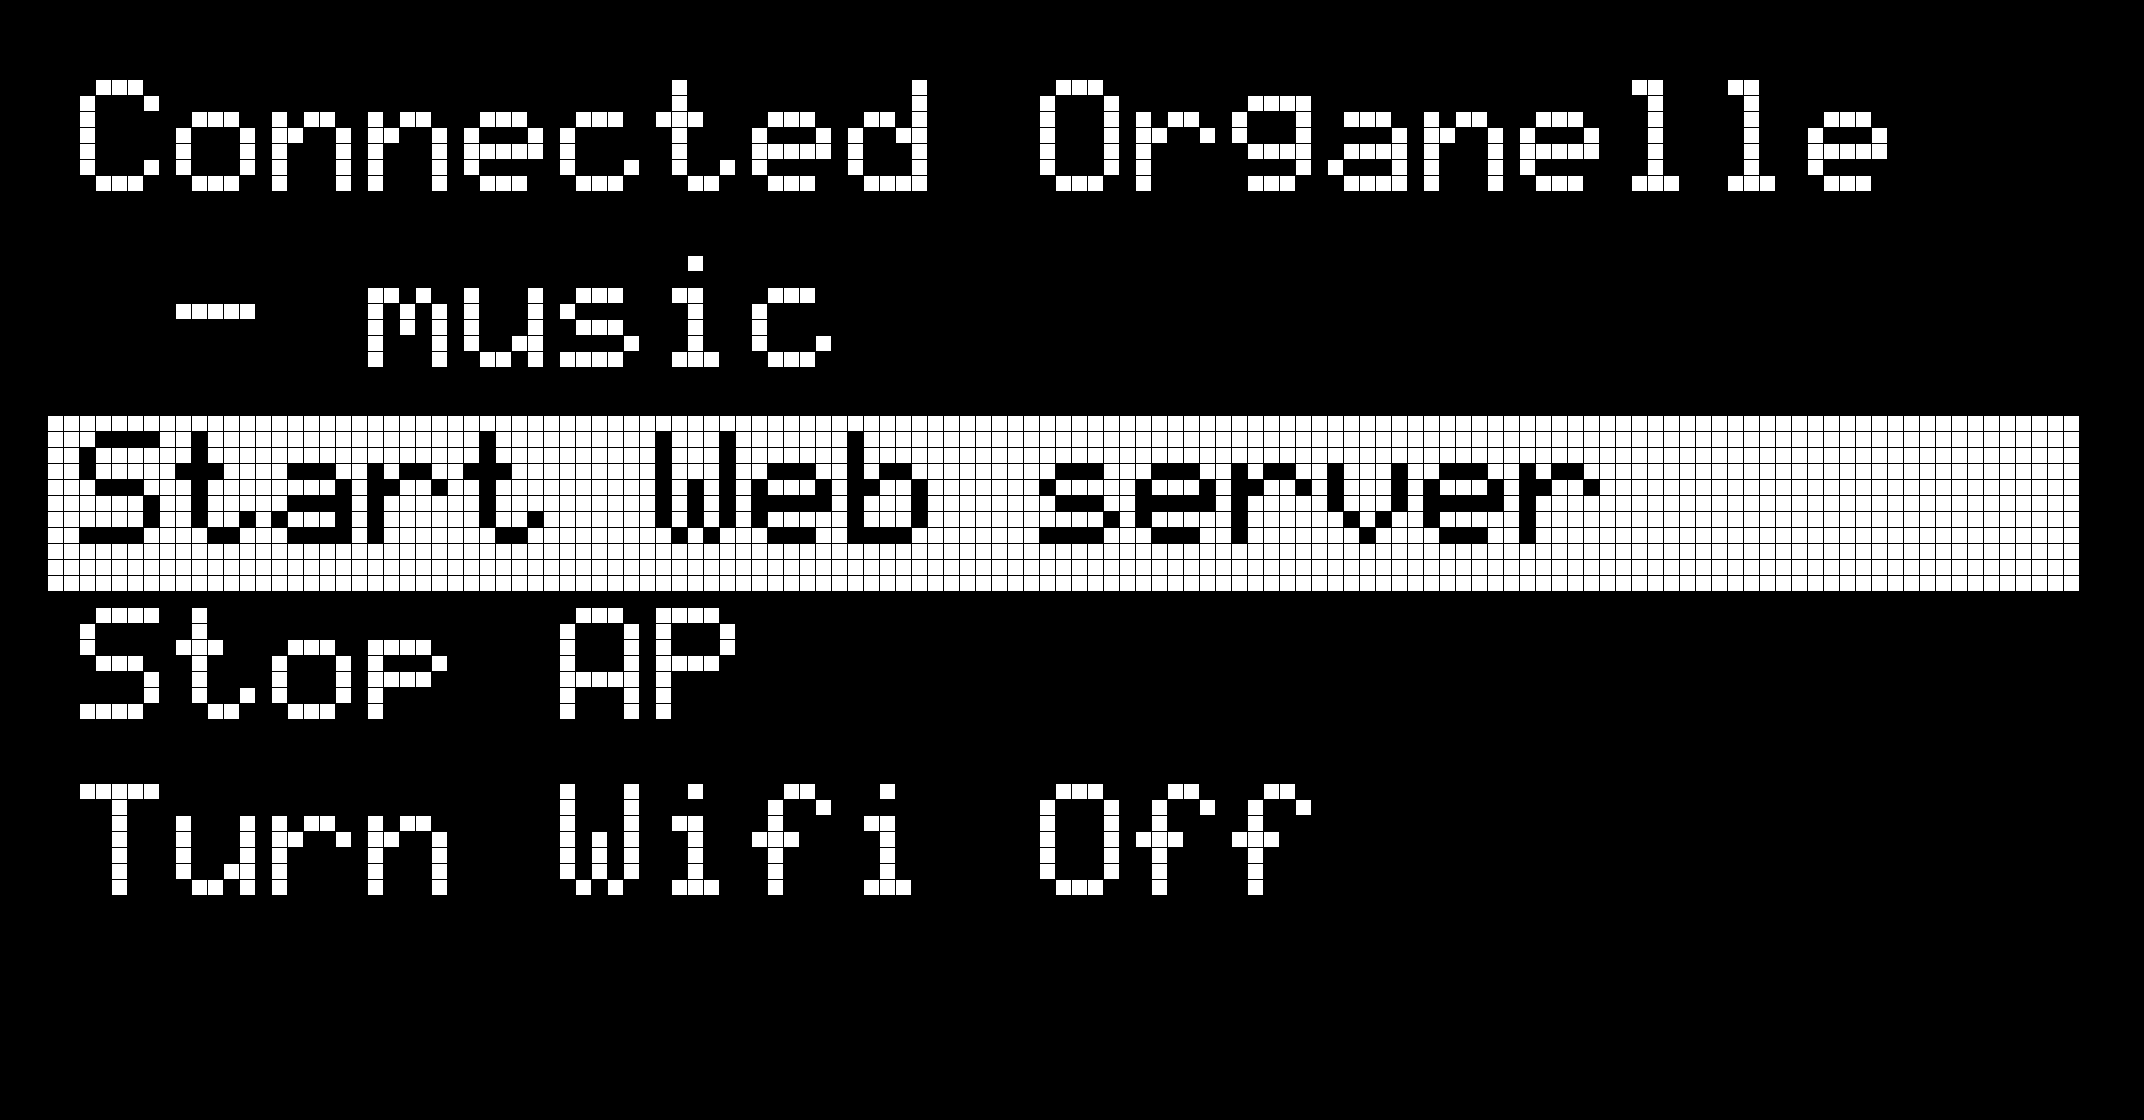 Connected Organelle
- music
Start Web server
Stop AP
Turn Wifi Off